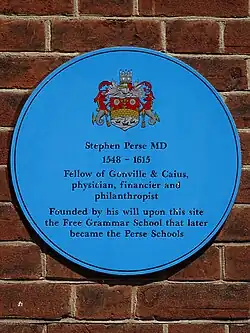 Stephen Perse MD
1548 - 1615
Fellow of Gonville & Caius,
physician, financier and
philanthropist
Founded by his will upon this site
the Free Grammar School that later
became the Perse Schools